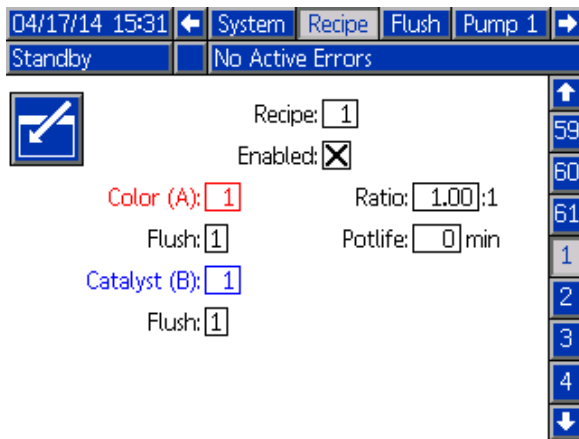 04/17/14 15:31 System Recipe Flush Pump 1
Standby No Active Errors
Recipe: 1
Enabled:
Color (A): 1 Ratio: 1.00:1
Flush: 1 Potlife: 0 min
Catalyst (B): 1
Flush: 1
59
60
61
1
2
3
4